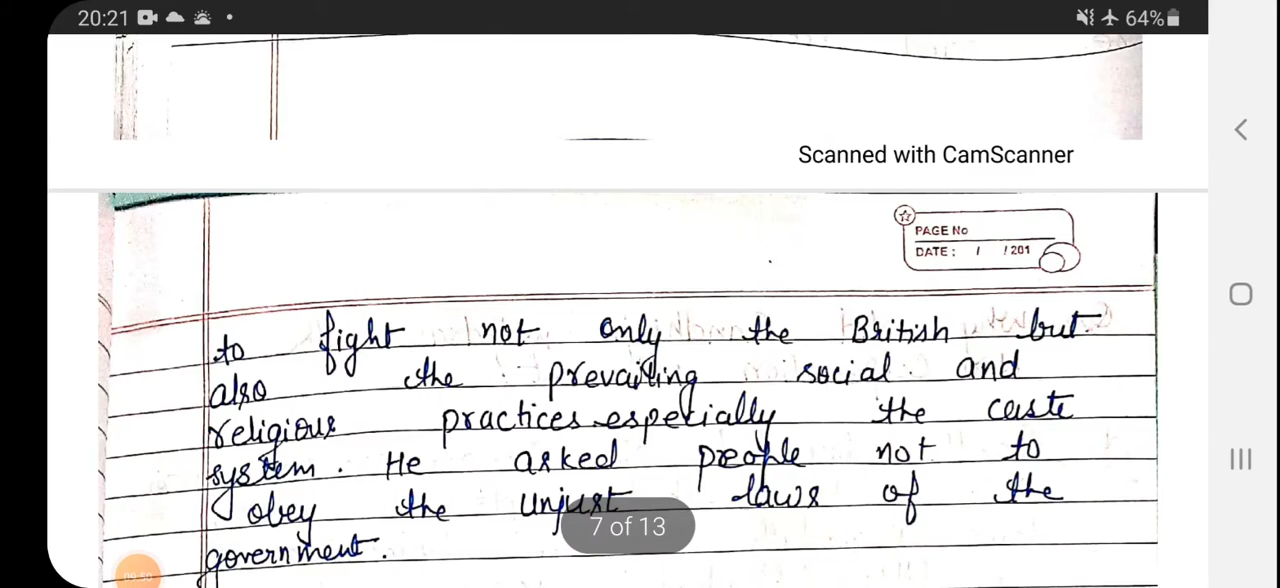 20:21
64%
Scanned with CamScanner
PAGE No
DATE : / / 201
to fight not only the British but
also the prevailing social and
religious practices especially the caste
system. He asked people not to
obey the unjust laws of the
7 of 13
government.
09:50